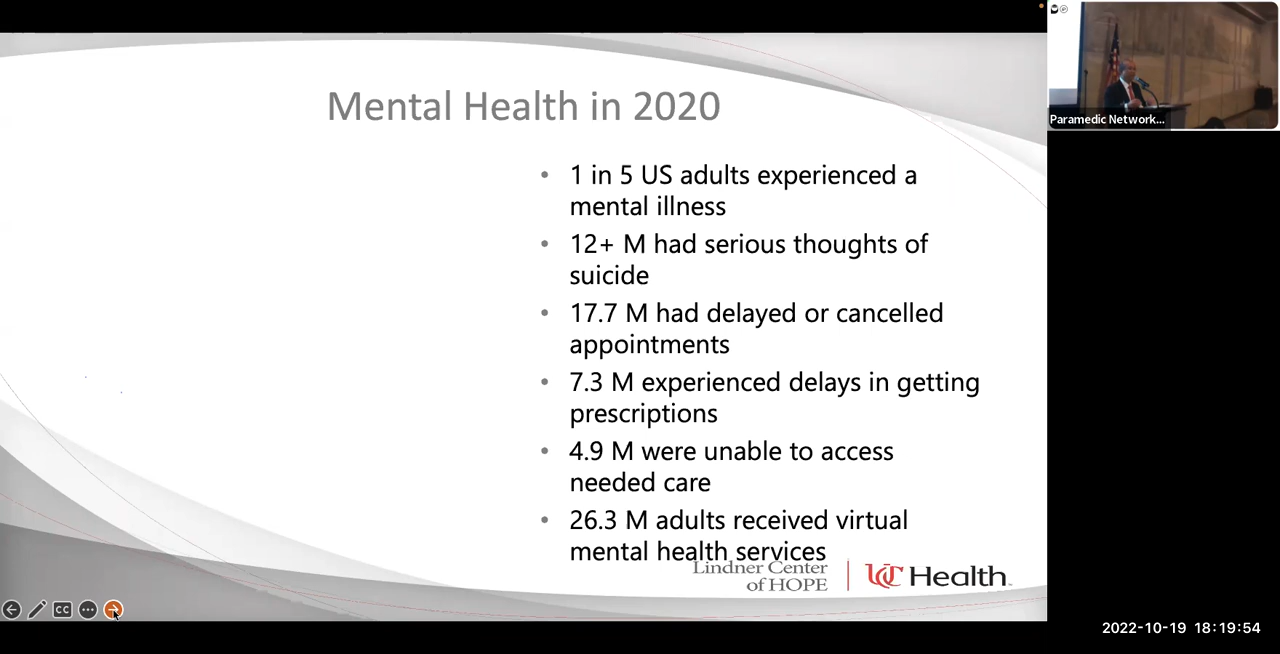 Mental Health in 2020
• 1 in 5 US adults experienced a
mental illness
• 12+ M had serious thoughts of
suicide
• 17.7 M had delayed or cancelled
appointments
• 7.3 M experienced delays in getting
prescriptions
• 4.9 M were unable to access
needed care
• 26.3 M adults received virtual
mental health services
Lindner Center
of HOPE
UC Health
CC
Paramedic Network...
2022-10-19 18:19:54